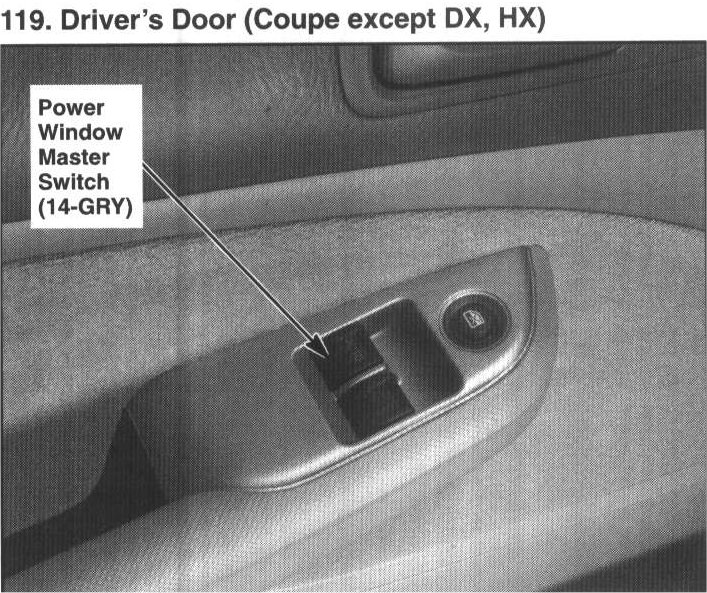 119. Driver's Door (Coupe except DX, HX)
Power
Window
Master
Switch
(14-GRY)